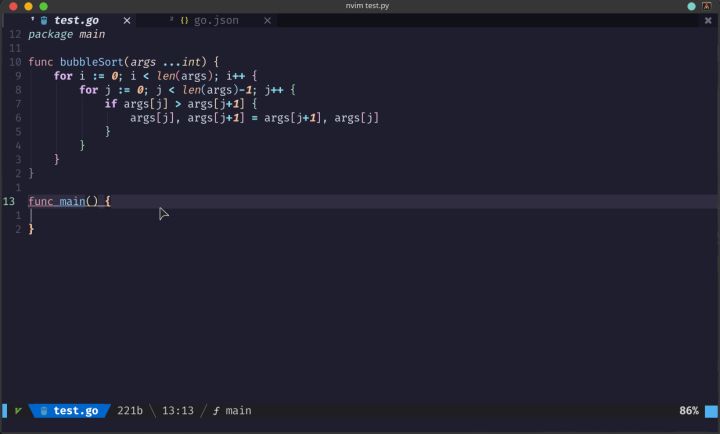 nvim test.py
1 test.go ✕ 2 {} go.json ✕ ✖
12 package main
11
10 func bubbleSort(args ...int) {
9 for i := 0; i < len(args); i++ {
8 for j := 0; j < len(args)-1; j++ {
7 if args[j] > args[j+1] {
6 args[j], args[j+1] = args[j+1], args[j]
5 }
4 }
3 }
2 }
1
13 func main() {
1
2 }
test.go 221b 13:13 ƒ main 86%